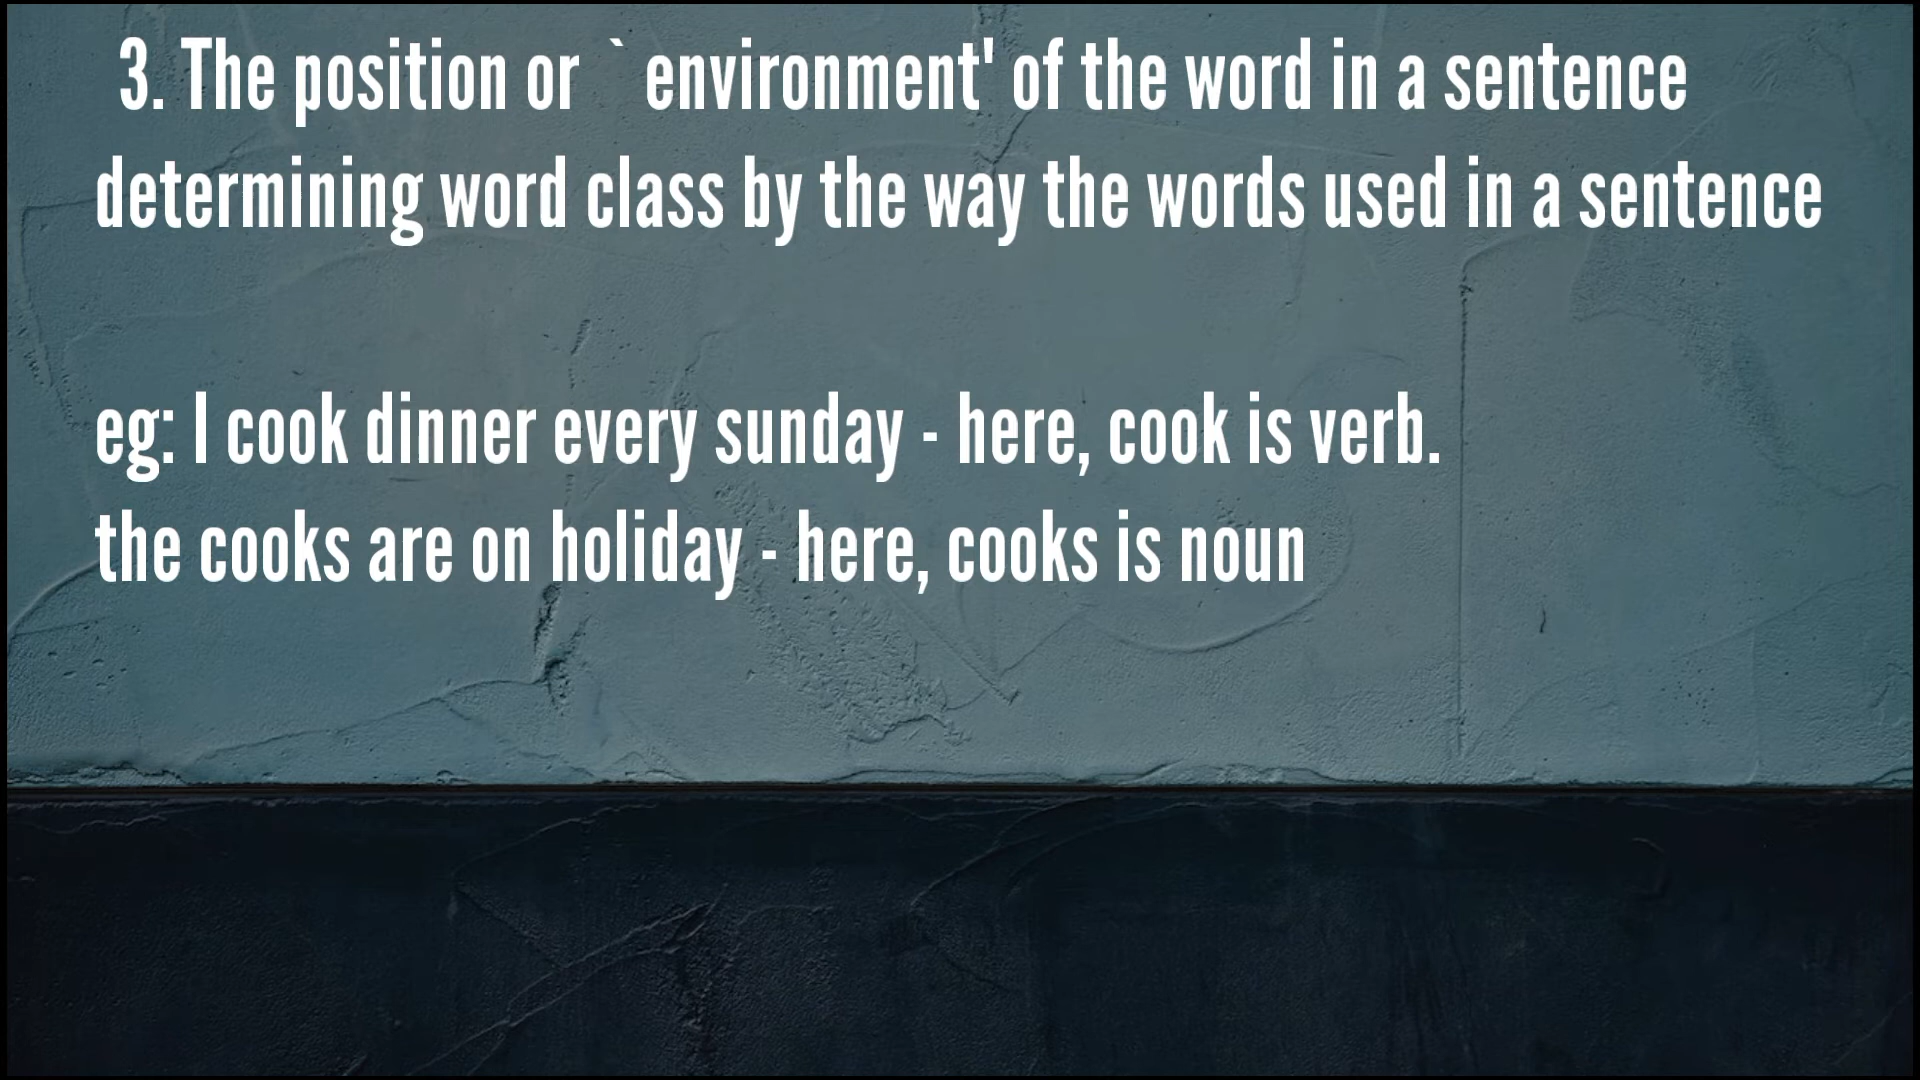 3. The position or ` environment' of the word in a sentence
determining word class by the way the words used in a sentence
eg: I cook dinner every sunday - here, cook is verb.
the cooks are on holiday - here, cooks is noun